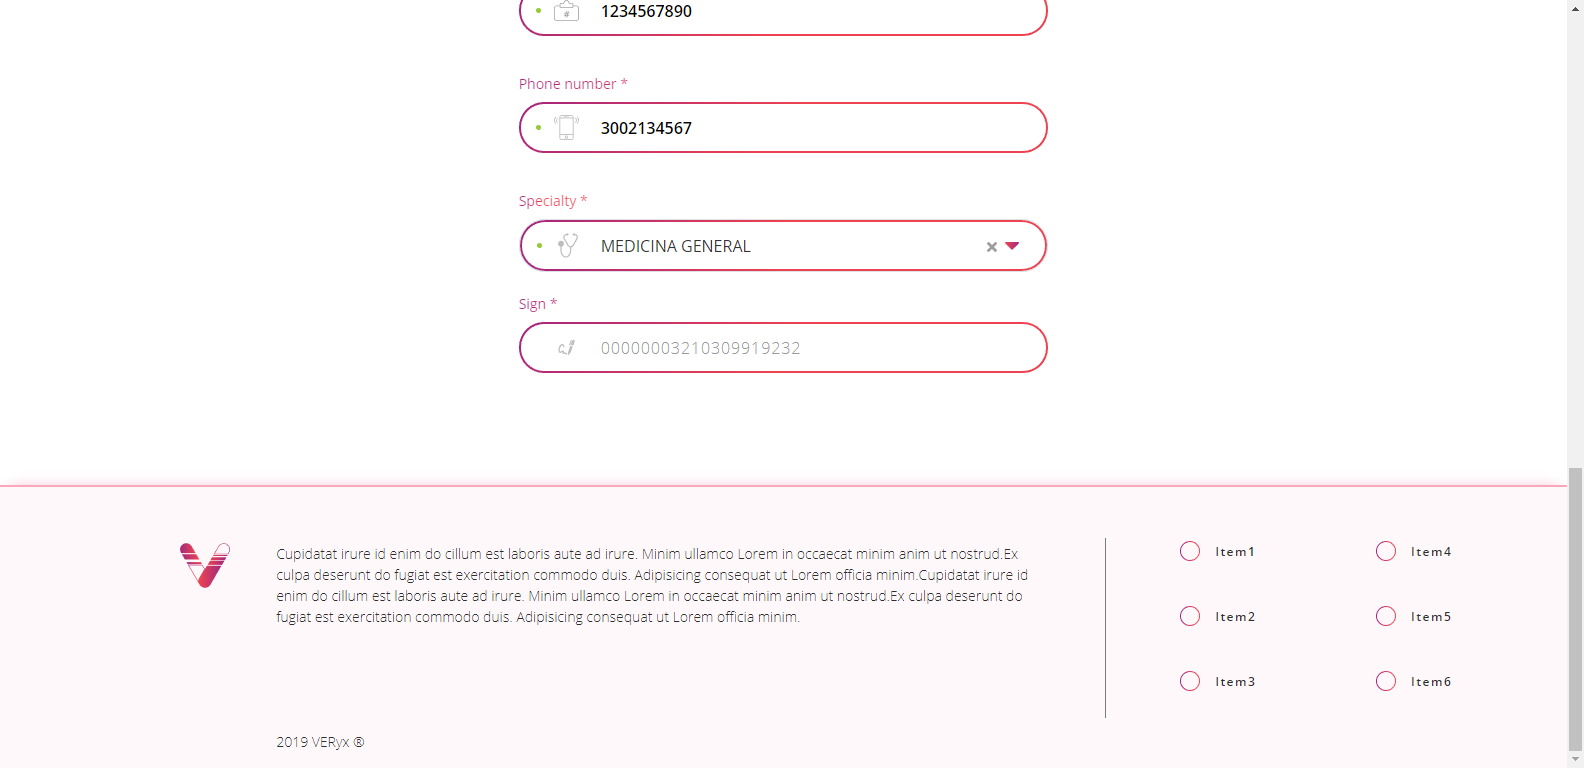 1234567890
Phone number *
3002134567
Specialty *
MEDICINA GENERAL
Sign *
00000003210309919232
Cupidatat irure id enim do cillum est laboris aute ad irure. Minim ullamco Lorem in occaecat minim anim ut nostrud.Ex
culpa deserunt do fugiat est exercitation commodo duis. Adipisicing consequat ut Lorem officia minim.Cupidatat irure id
enim do cillum est laboris aute ad irure. Minim ullamco Lorem in occaecat minim anim ut nostrud.Ex culpa deserunt do
fugiat est exercitation commodo duis. Adipisicing consequat ut Lorem officia minim.
2019 VERyx ®
Item1
Item2
Item3
Item4
Item5
Item6